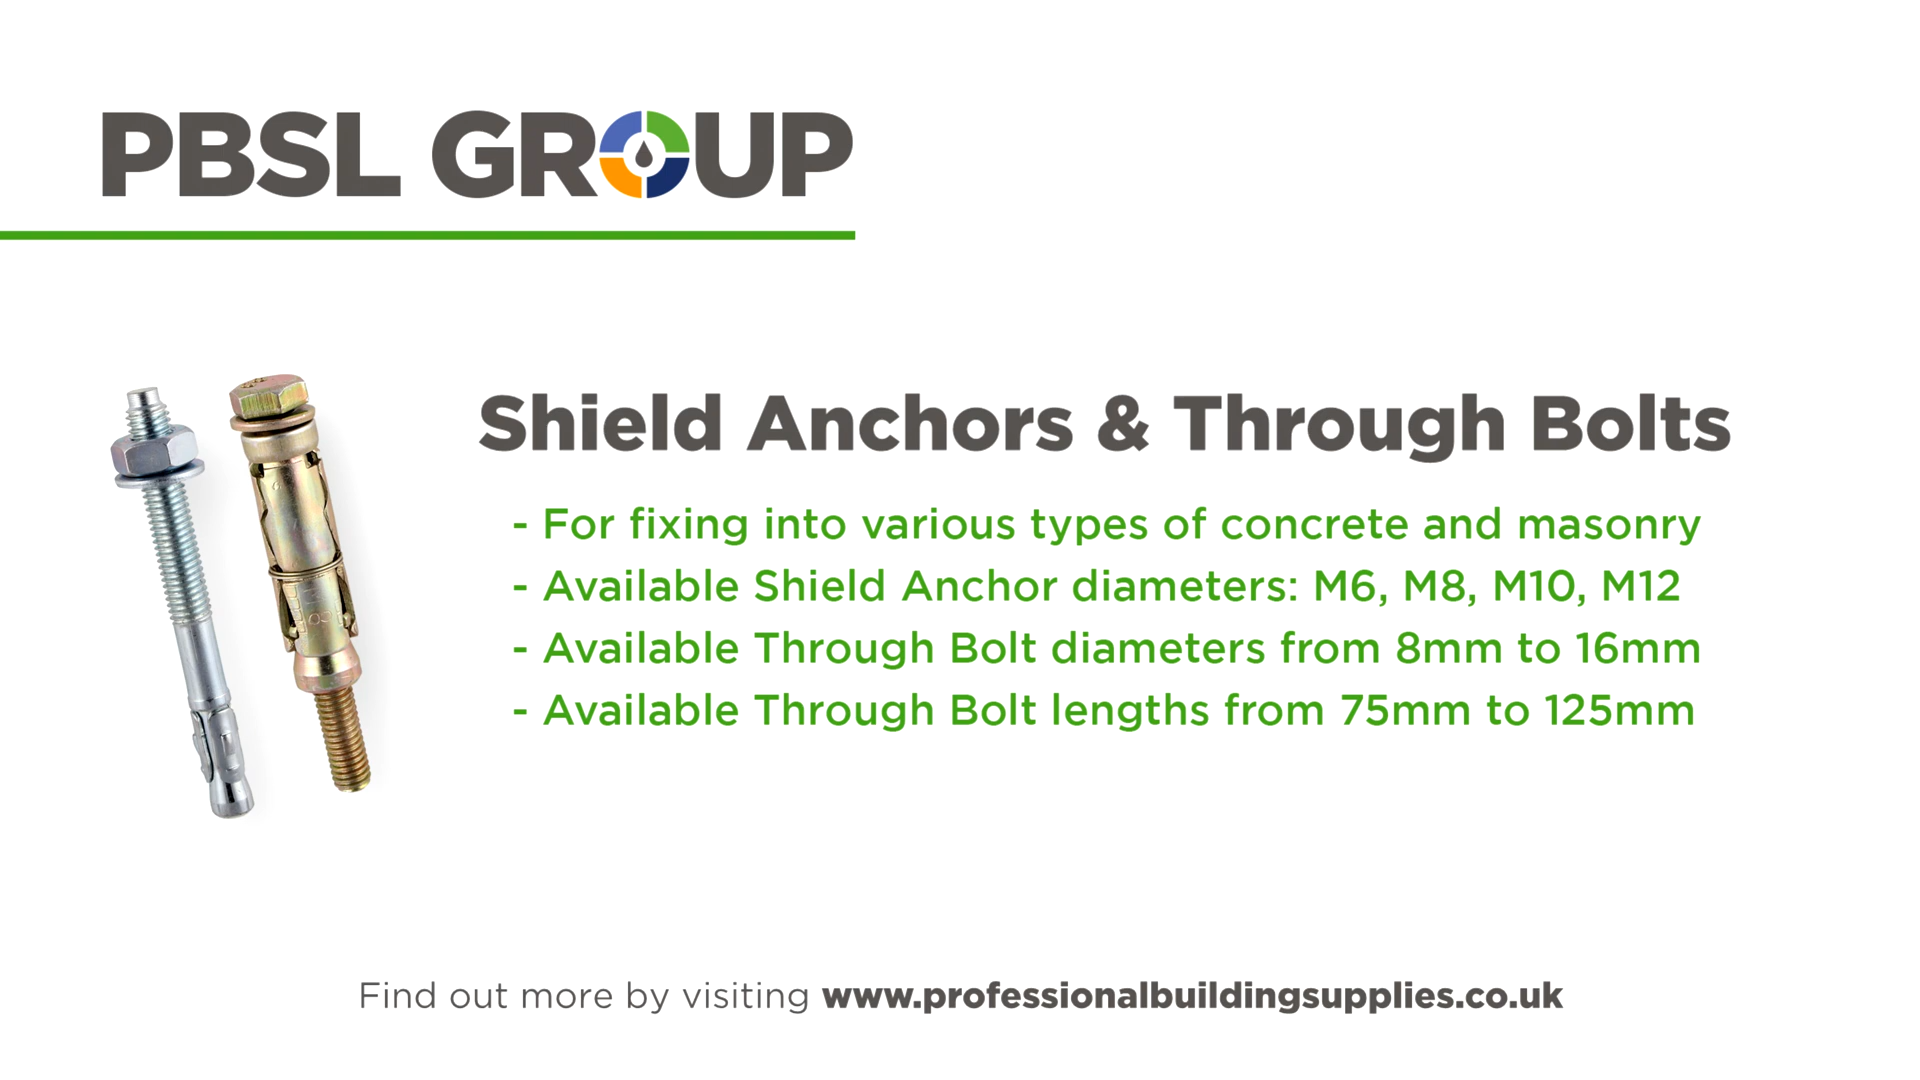 PBSL GROUP
Shield Anchors & Through Bolts
- For fixing into various types of concrete and masonry
- Available Shield Anchor diameters: M6, M8, M10, M12
- Available Through Bolt diameters from 8mm to 16mm
- Available Through Bolt lengths from 75mm to 125mm
Find out more by visiting www.professionalbuildingsupplies.co.uk